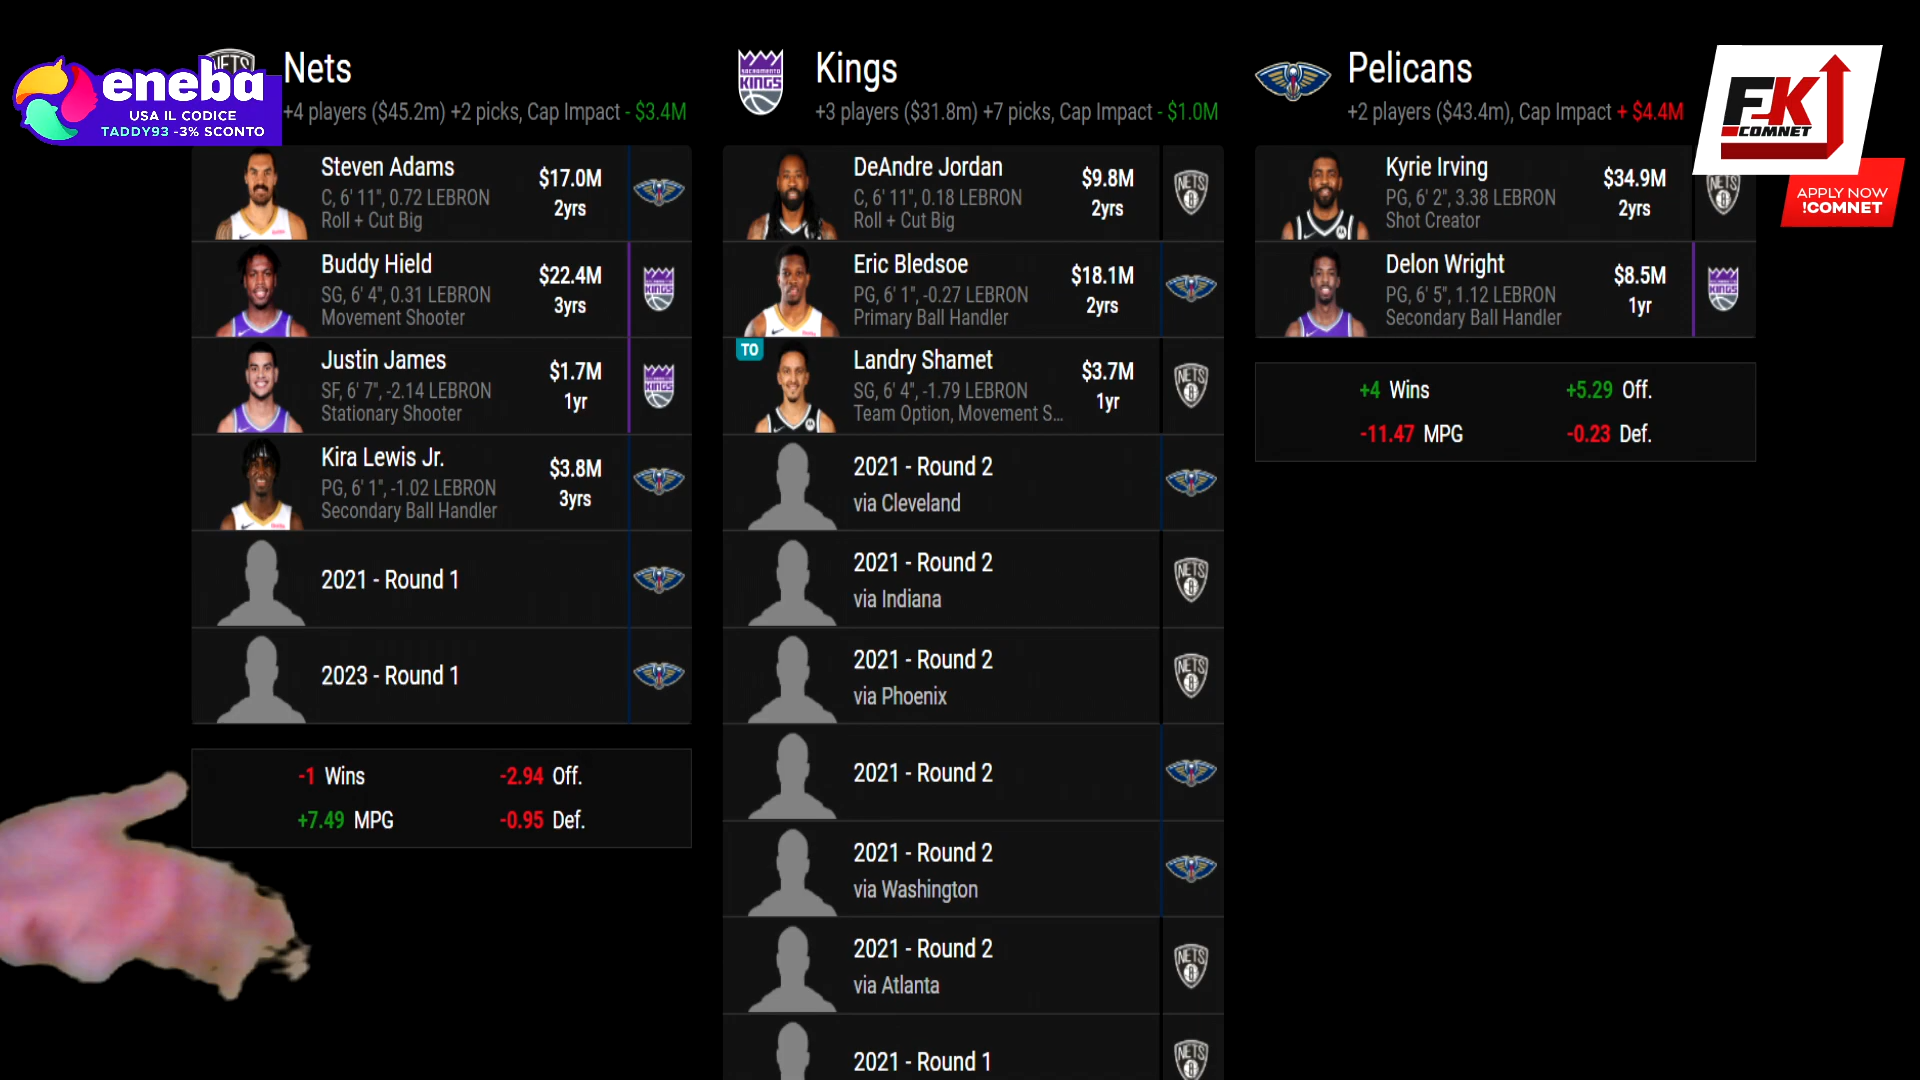 eneba
USA IL CODICE
TADDY93 -3% SCONTO
NETS
Nets
+4 players ($45.2m) +2 picks, Cap Impact - $3.4M
Steven Adams
C, 6' 11", 0.72 LEBRON
Roll + Cut Big
$17.0M
2yrs
Buddy Hield
SG, 6' 4", 0.31 LEBRON
Movement Shooter
$22.4M
3yrs
Justin James
SF, 6' 7", -2.14 LEBRON
Stationary Shooter
$1.7M
1yr
Kira Lewis Jr.
PG, 6' 1", -1.02 LEBRON
Secondary Ball Handler
$3.8M
3yrs
2021 - Round 1
2023 - Round 1
-1 Wins
-2.94 Off.
+7.49 MPG
-0.95 Def.
SACRAMENTO
KINGS
Kings
+3 players ($31.8m) +7 picks, Cap Impact - $1.0M
DeAndre Jordan
C, 6' 11", 0.18 LEBRON
Roll + Cut Big
$9.8M
2yrs
NETS
Eric Bledsoe
PG, 6' 1", -0.27 LEBRON
Primary Ball Handler
$18.1M
2yrs
TO
Landry Shamet
SG, 6' 4", -1.79 LEBRON
Team Option, Movement S...
$3.7M
1yr
NETS
2021 - Round 2
via Cleveland
2021 - Round 2
via Indiana
NETS
2021 - Round 2
via Phoenix
NETS
2021 - Round 2
2021 - Round 2
via Washington
2021 - Round 2
via Atlanta
NETS
2021 - Round 1
NETS
Pelicans
+2 players ($43.4m), Cap Impact + $4.4M
Kyrie Irving
PG, 6' 2", 3.38 LEBRON
Shot Creator
$34.9M
2yrs
NETS
Delon Wright
PG, 6' 5", 1.12 LEBRON
Secondary Ball Handler
$8.5M
1yr
KINGS
+4 Wins
+5.29 Off.
-11.47 MPG
-0.23 Def.
COMNET
APPLY NOW
!COMNET